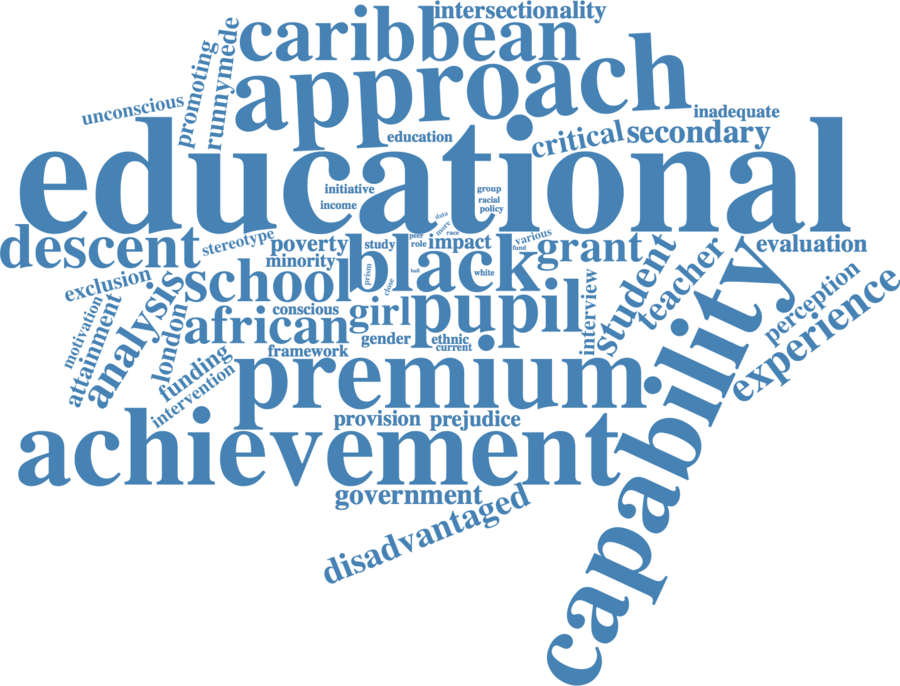 intersectionality
caribbean
promoting
runnymede
approach
unconscious
inadequate
education
critical
secondary
educational
initiative
group
income
racial
policy
data
more
race
descent
stereotype
poverty
study
peer
role
impact
various
fund
grant
evaluation
minority
black
student
teacher
exclusion
school
prism
close
white
interview
capability
perception
experience
motivation
attainment
analysis
london
conscious
african
girl
pupil
gender
ethnic
current
framework
funding
intervention
premium
provision
prejudice
achievement
government
disadvantaged